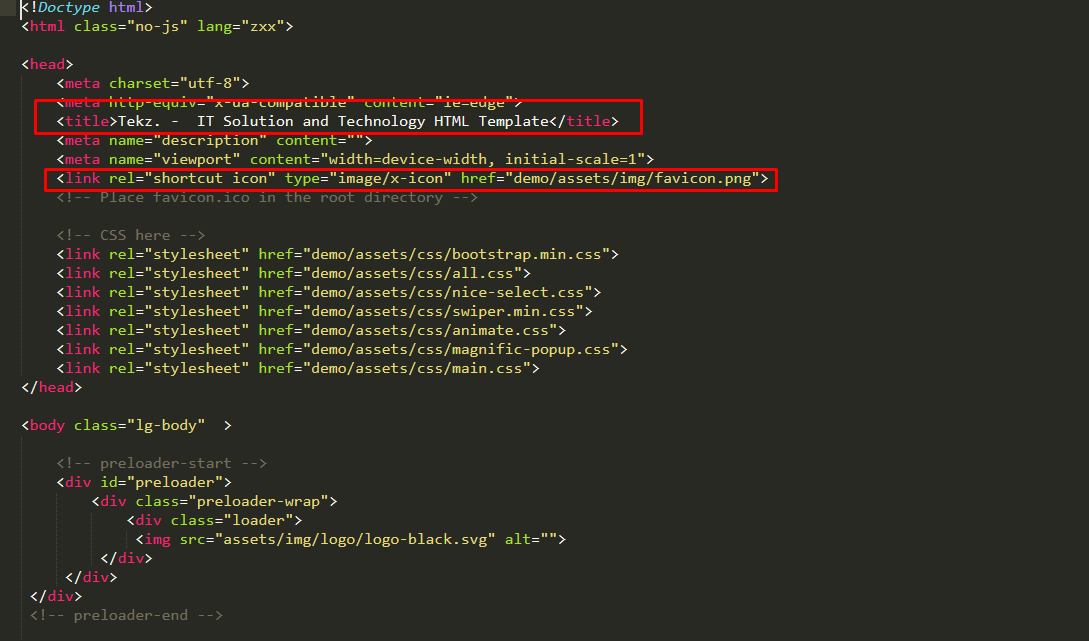 <!Doctype html>
<html class="no-js" lang="zxx">
<head>
<meta charset="utf-8">
<meta http-equiv="x-ua-compatible" content="ie=edge">
<title>Tekz. -  IT Solution and Technology HTML Template</title>
<meta name="description" content="">
<meta name="viewport" content="width=device-width, initial-scale=1">
<link rel="shortcut icon" type="image/x-icon" href="demo/assets/img/favicon.png">
<!-- Place favicon.ico in the root directory -->
<!-- CSS here -->
<link rel="stylesheet" href="demo/assets/css/bootstrap.min.css">
<link rel="stylesheet" href="demo/assets/css/all.css">
<link rel="stylesheet" href="demo/assets/css/nice-select.css">
<link rel="stylesheet" href="demo/assets/css/swiper.min.css">
<link rel="stylesheet" href="demo/assets/css/animate.css">
<link rel="stylesheet" href="demo/assets/css/magnific-popup.css">
<link rel="stylesheet" href="demo/assets/css/main.css">
</head>
<body class="lg-body"  >
<!-- preloader-start -->
<div id="preloader">
<div class="preloader-wrap">
<div class="loader">
<img src="assets/img/logo/logo-black.svg" alt="">
</div>
</div>
</div>
<!-- preloader-end -->